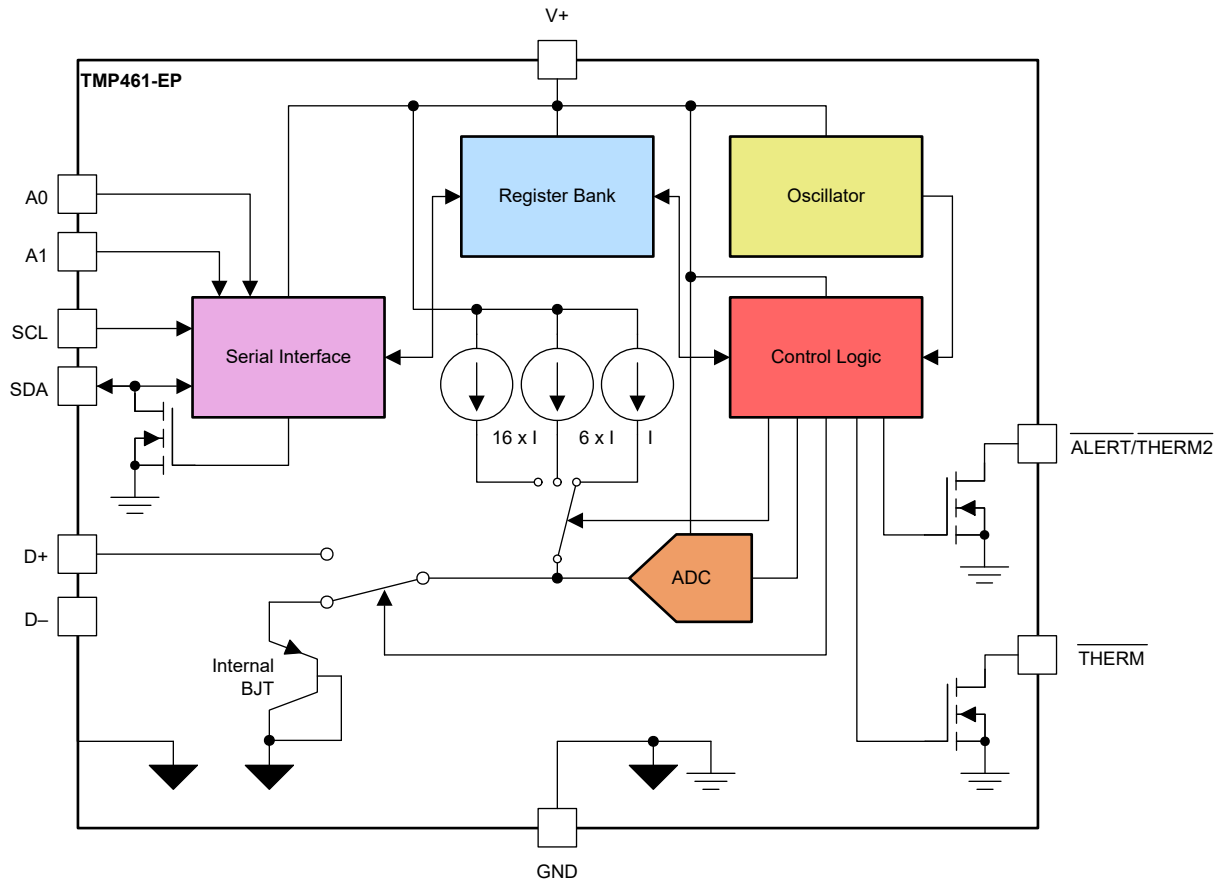 V+
TMP461-EP
A0
Register Bank
Oscillator
A1
SCL
Serial Interface
Control Logic
SDA
16 x I
6 x I
I
ALERT/THERM2
D+
ADC
D–
Internal
BJT
THERM
GND